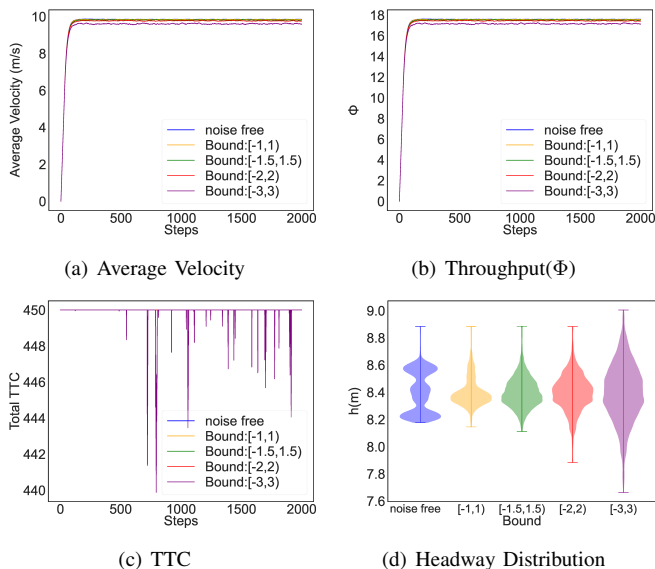 10
8
6
4
2
0
Average Velocity (m/s)
noise free
Bound:[-1,1)
Bound:[-1.5,1.5)
Bound:[-2,2)
Bound:[-3,3)
0 500 1000 1500 2000
Steps
(a) Average Velocity
18
16
14
12
10
8
6
4
2
0
Φ
noise free
Bound:[-1,1)
Bound:[-1.5,1.5)
Bound:[-2,2)
Bound:[-3,3)
0 500 1000 1500 2000
Steps
(b) Throughput(Φ)
450
448
446
444
442
440
Total TTC
noise free
Bound:[-1,1)
Bound:[-1.5,1.5)
Bound:[-2,2)
Bound:[-3,3)
0 500 1000 1500 2000
Steps
(c) TTC
9.0
8.8
8.6
8.4
8.2
8.0
7.8
7.6
h(m)
noise free [-1,1) [-1.5,1.5) [-2,2) [-3,3)
Bound
(d) Headway Distribution